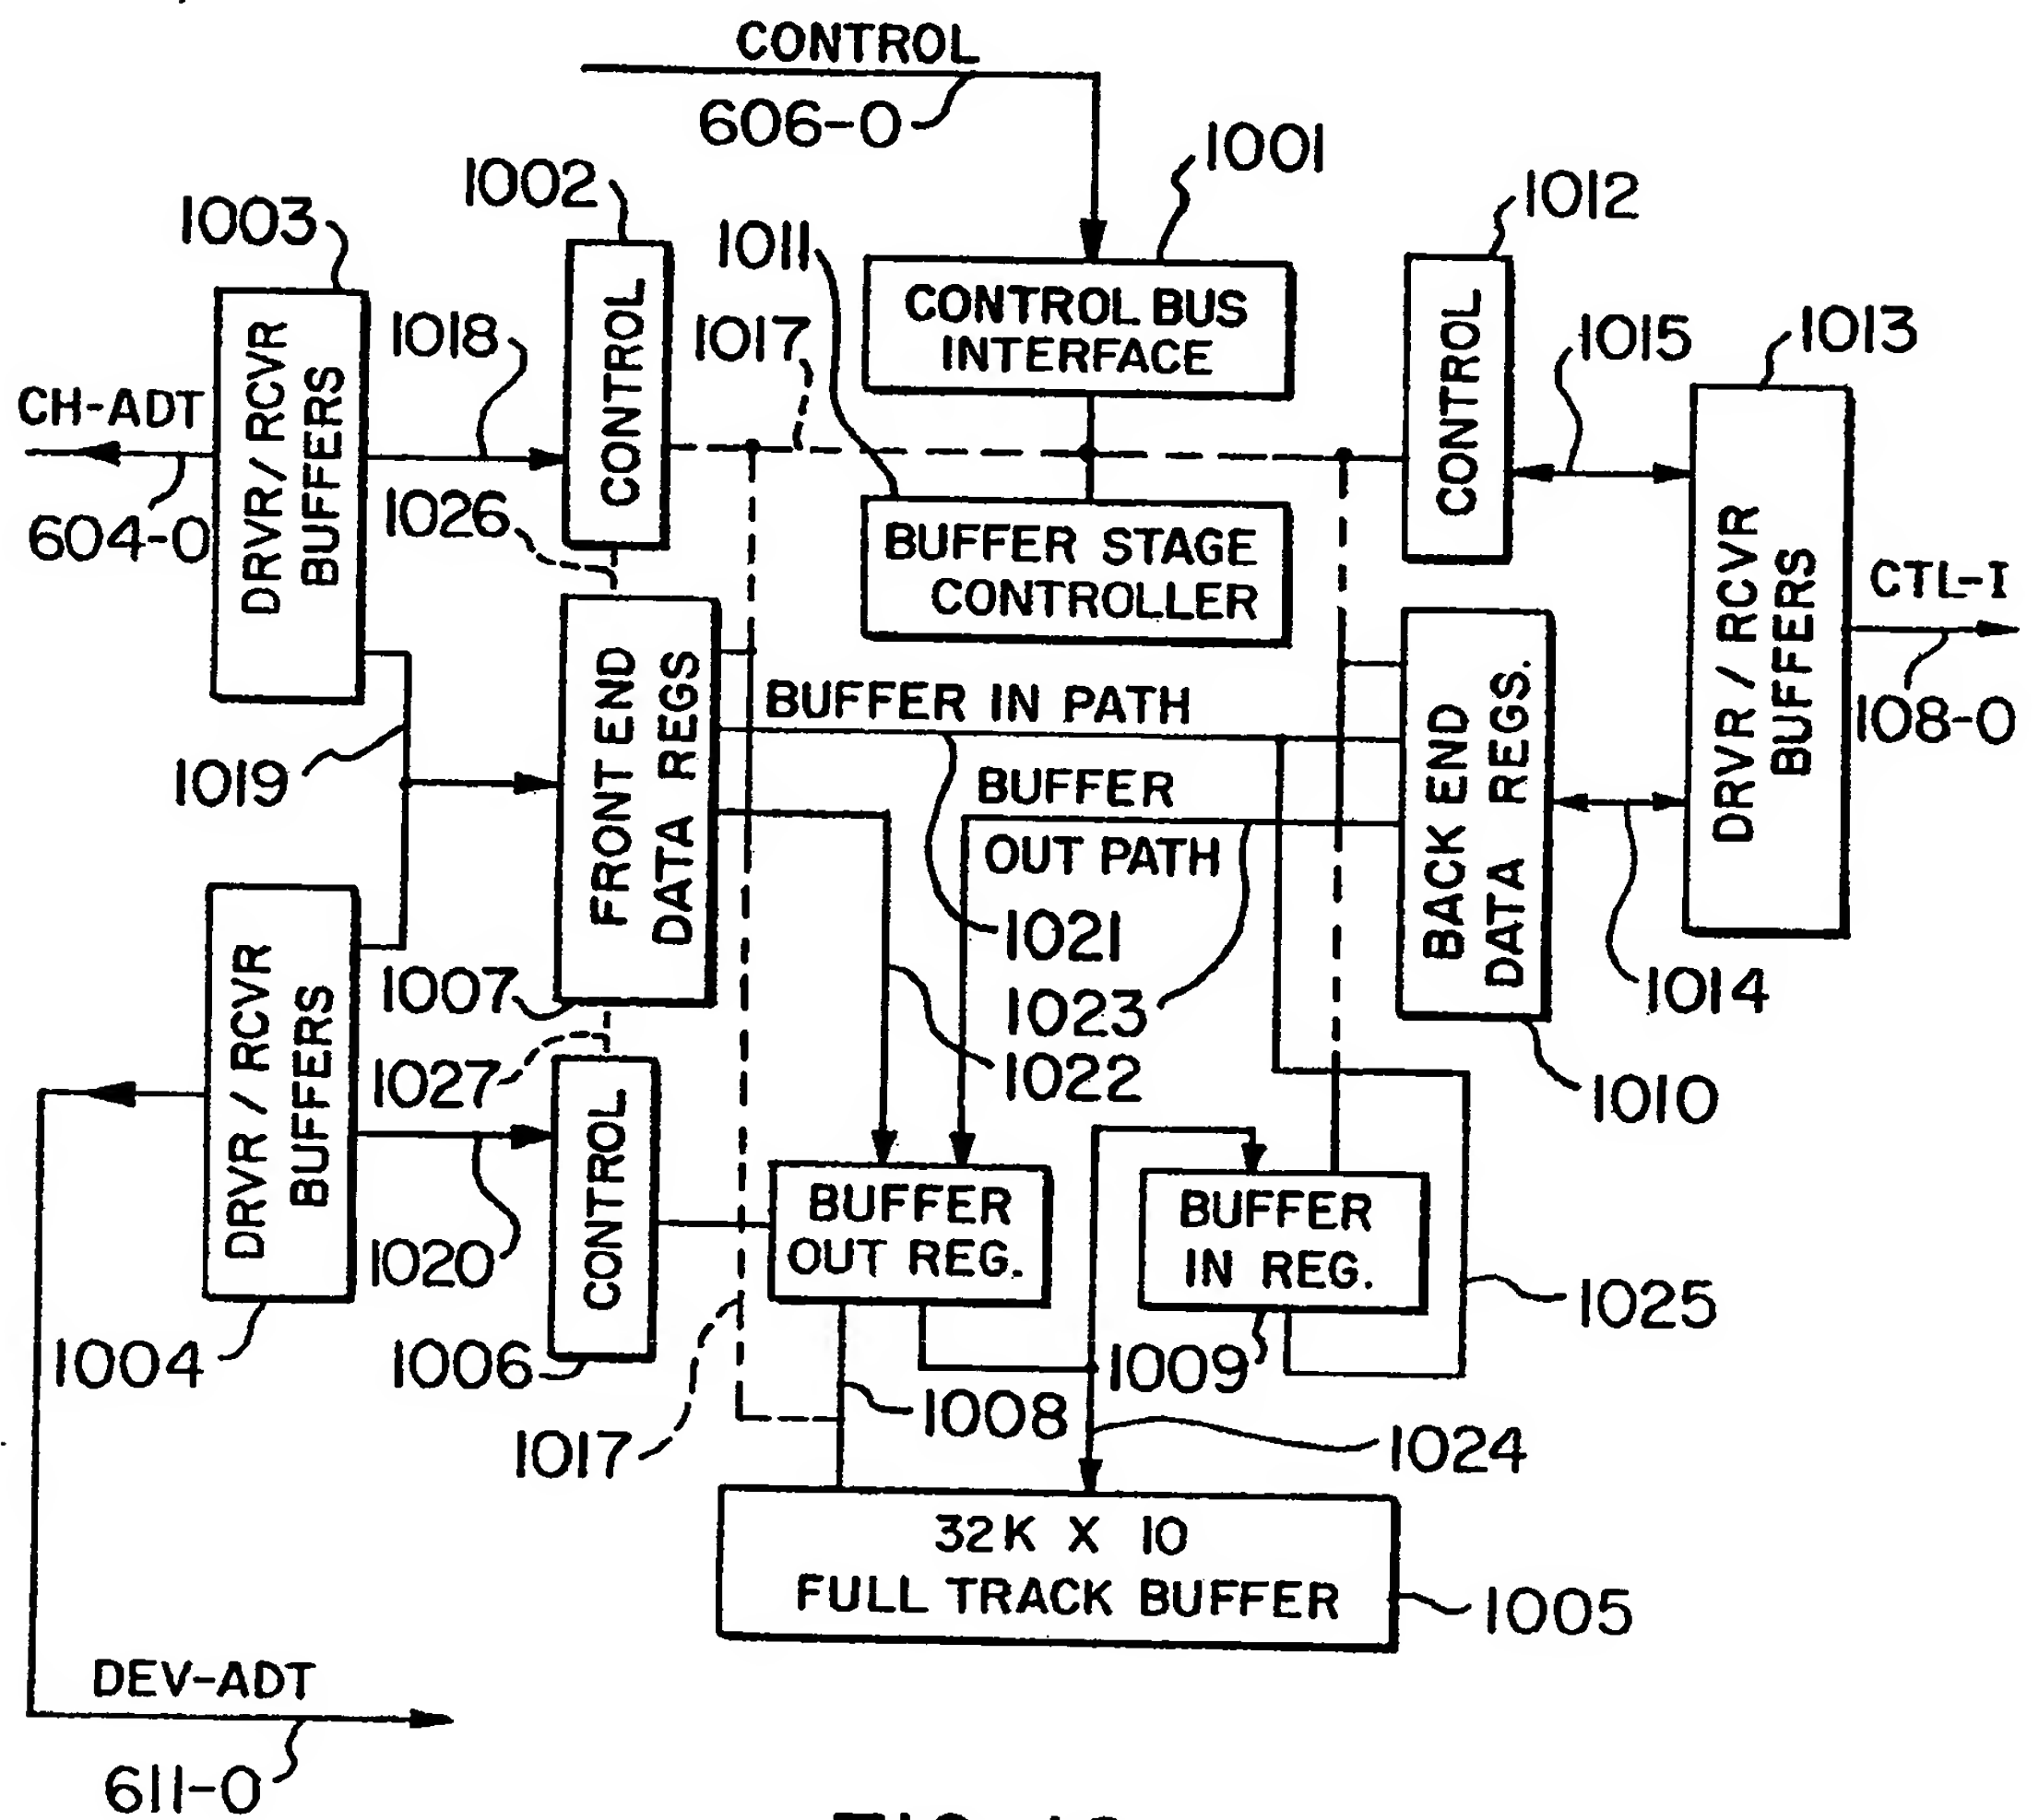 CONTROL
606-0
1001
1002
1012
1003
1011
CONTROL
CONTROL BUS
INTERFACE
CONTROL
1018
1017
1015
1013
CH-ADT
DRVR/RCVR
BUFFERS
604-0
1026
BUFFER STAGE
CONTROLLER
DRVR/RCVR
BUFFERS
CTL-I
108-0
FRONT END
DATA REGS
BUFFER IN PATH
BACK END
DATA REGS.
1019
BUFFER
OUT PATH
1021
1007
1023
1014
1027
1022
1010
DRVR/RCVR
BUFFERS
CONTROL
BUFFER
OUT REG.
BUFFER
IN REG.
1020
1025
1004
1006
1009
1008
1017
1024
32K X 10
FULL TRACK BUFFER
1005
DEV-ADT
611-0